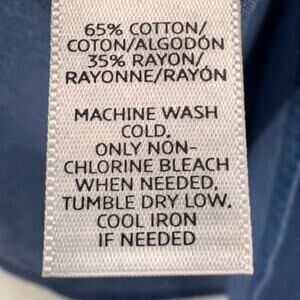 65% COTTON/
COTON/ALGODÓN
35% RAYON/
RAYONNE/RAYÓN
MACHINE WASH
COLD,
ONLY NON-
CHLORINE BLEACH
WHEN NEEDED,
TUMBLE DRY LOW,
COOL IRON
IF NEEDED